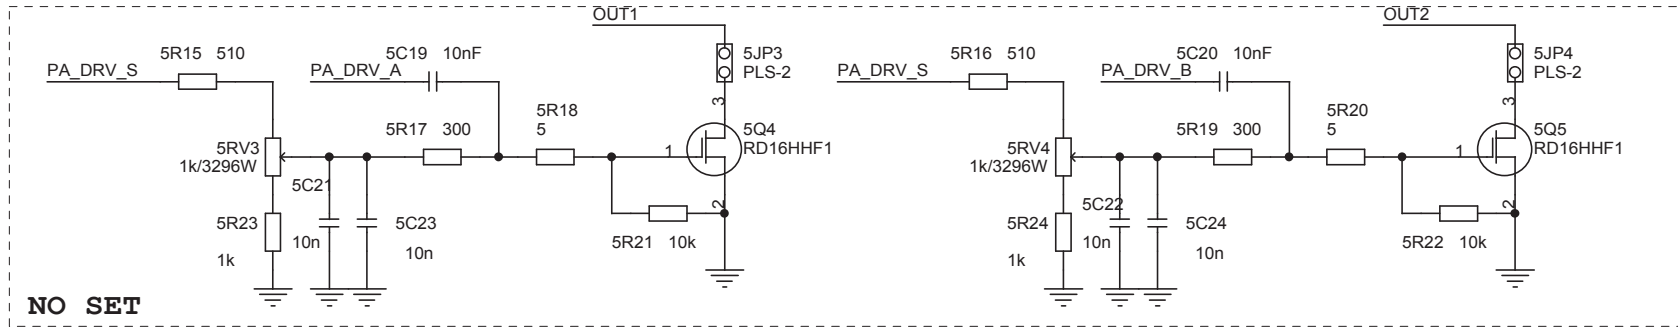 OUT1
5R15 510
5C19 10nF
5JP3
PLS-2
PA_DRV_S
PA_DRV_A
3
5R18
5
5R17 300
5Q4
RD16HHF1
5RV3
1k/3296W
1
5C21
2
5R23
5C23
10n
10n
5R21 10k
1k
OUT2
5R16 510
5C20 10nF
5JP4
PLS-2
PA_DRV_S
PA_DRV_B
3
5R20
5
5R19 300
5Q5
RD16HHF1
5RV4
1k/3296W
1
5C22
2
5R24
5C24
10n
10n
5R22 10k
1k
NO SET